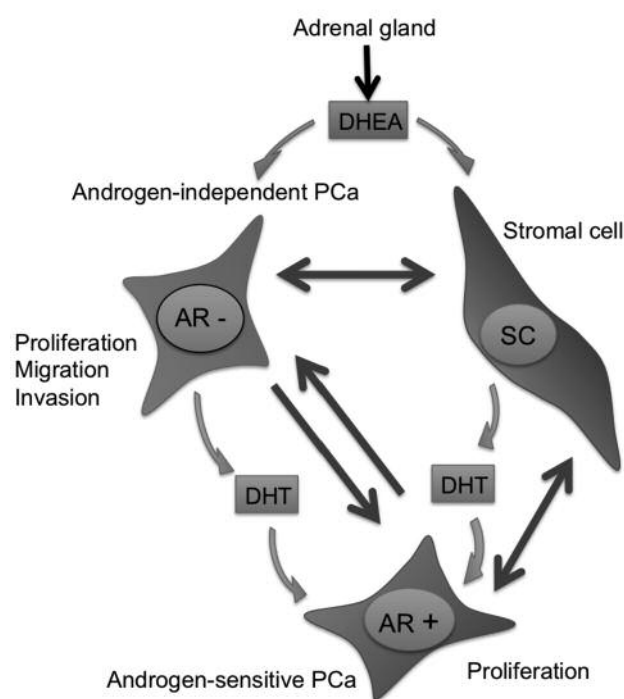 Adrenal gland
DHEA
Androgen-independent PCa
Stromal cell
AR -
SC
Proliferation
Migration
Invasion
DHT
DHT
AR +
Androgen-sensitive PCa
Proliferation